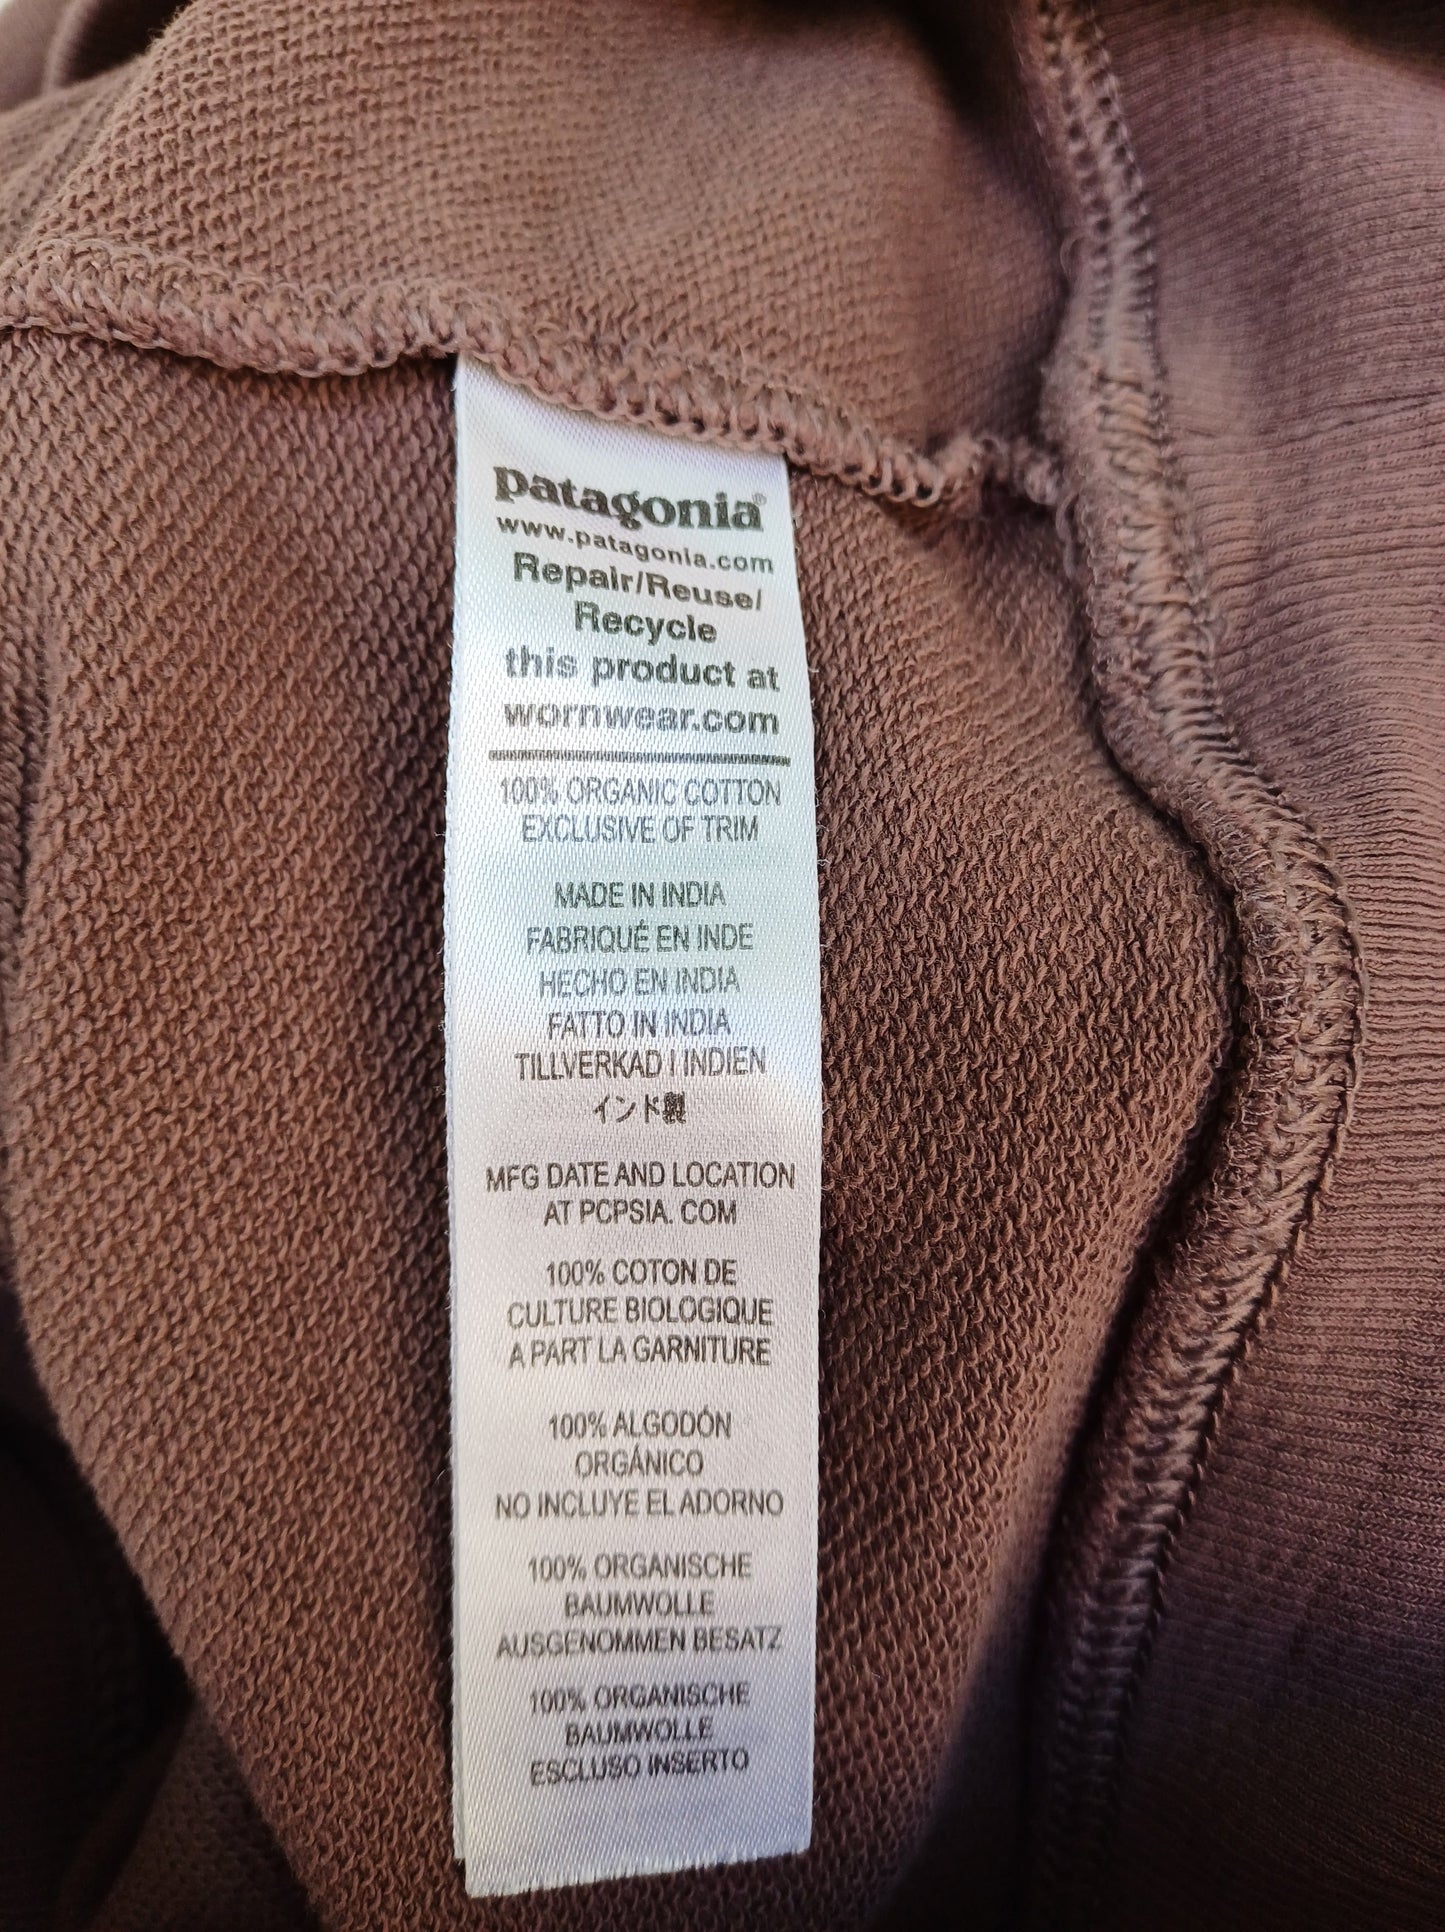 patagonia®
www.patagonia.com
Repair/Reuse/
Recycle
this product at
wornwear.com
100% ORGANIC COTTON
EXCLUSIVE OF TRIM
MADE IN INDIA
FABRIQUÉ EN INDE
HECHO EN INDIA
FATTO IN INDIA
TILLVERKAD I INDIEN
インド製
MFG DATE AND LOCATION
AT PCPSIA. COM
100% COTON DE
CULTURE BIOLOGIQUE
A PART LA GARNITURE
100% ALGODÓN
ORGÁNICO
NO INCLUYE EL ADORNO
100% ORGANISCHE
BAUMWOLLE
AUSGENOMMEN BESATZ
100% ORGANISCHE
BAUMWOLLE
ESCLUSO INSERTO